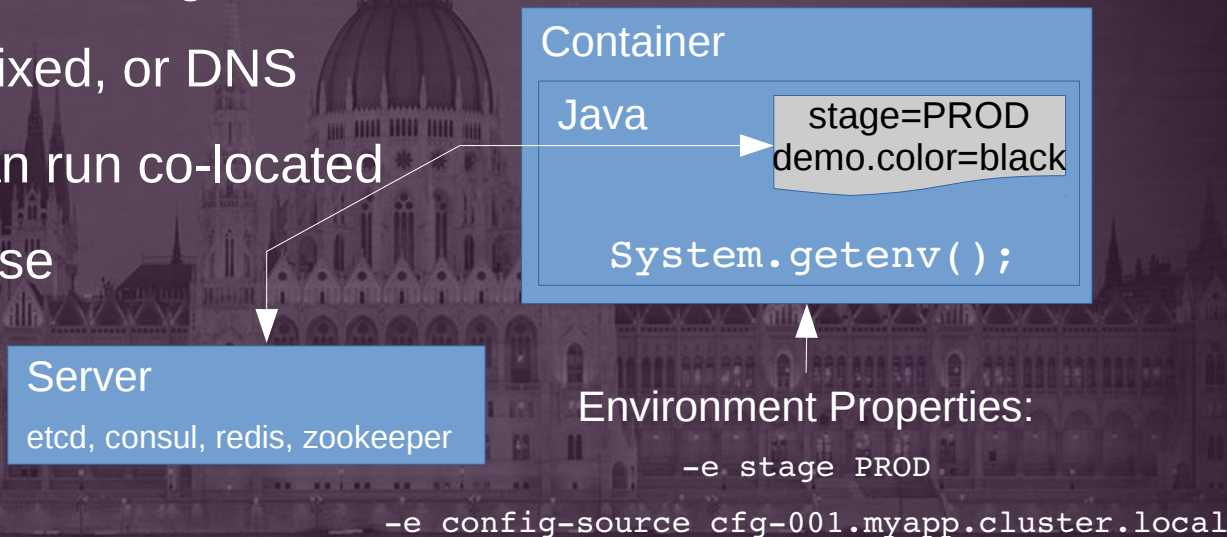 ixed, or DNS
n run co-located
se
Container
Java
stage=PROD
demo.color=black
System.getenv();
Server
etcd, consul, redis, zookeeper
Environment Properties:
-e stage PROD
-e config-source cfg-001.myapp.cluster.local